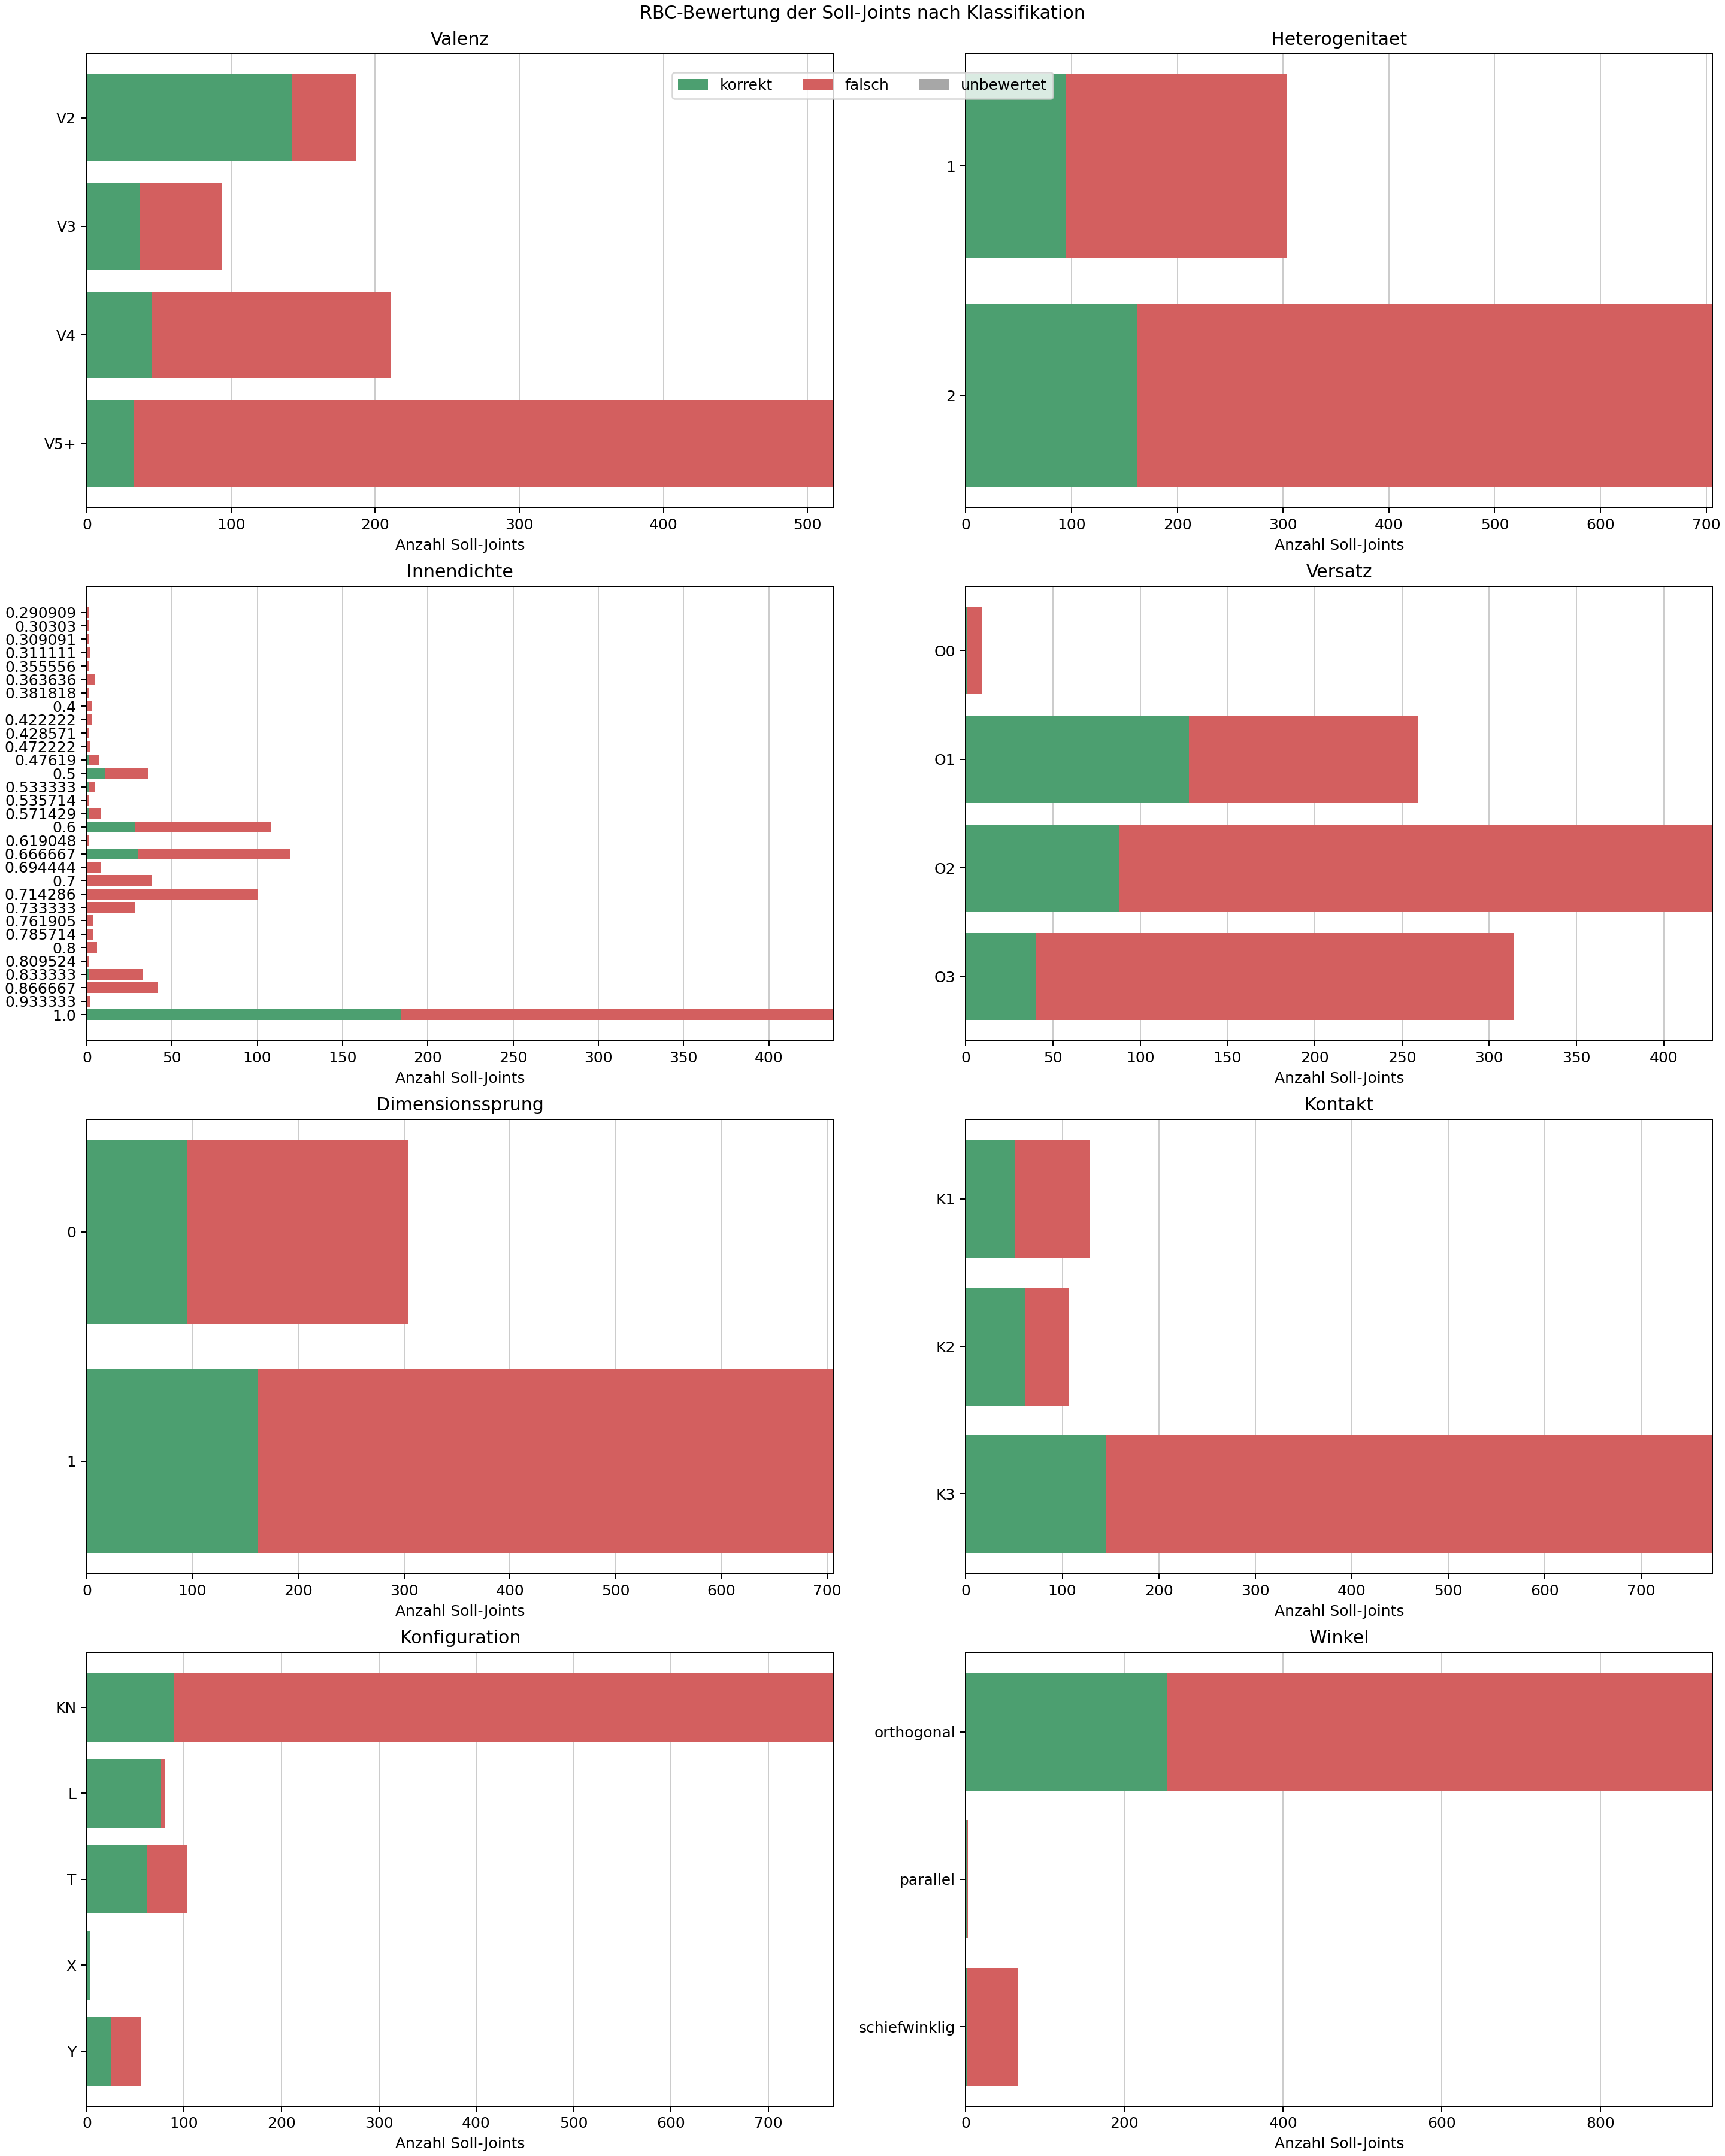 RBC-Bewertung der Soll-Joints nach Klassifikation
korrekt falsch unbewertet
Valenz
V2
V3
V4
V5+
0 100 200 300 400 500
Anzahl Soll-Joints
Heterogenitaet
1
2
0 100 200 300 400 500 600 700
Anzahl Soll-Joints
Innendichte
0.290909
0.30303
0.309091
0.311111
0.355556
0.363636
0.381818
0.4
0.422222
0.428571
0.472222
0.47619
0.5
0.533333
0.535714
0.571429
0.6
0.619048
0.666667
0.694444
0.7
0.714286
0.733333
0.761905
0.785714
0.8
0.809524
0.833333
0.866667
0.933333
1.0
0 50 100 150 200 250 300 350 400
Anzahl Soll-Joints
Versatz
O0
O1
O2
O3
0 50 100 150 200 250 300 350 400
Anzahl Soll-Joints
Dimensionssprung
0
1
0 100 200 300 400 500 600 700
Anzahl Soll-Joints
Kontakt
K1
K2
K3
0 100 200 300 400 500 600 700
Anzahl Soll-Joints
Konfiguration
KN
L
T
X
Y
0 100 200 300 400 500 600 700
Anzahl Soll-Joints
Winkel
orthogonal
parallel
schiefwinklig
0 200 400 600 800
Anzahl Soll-Joints